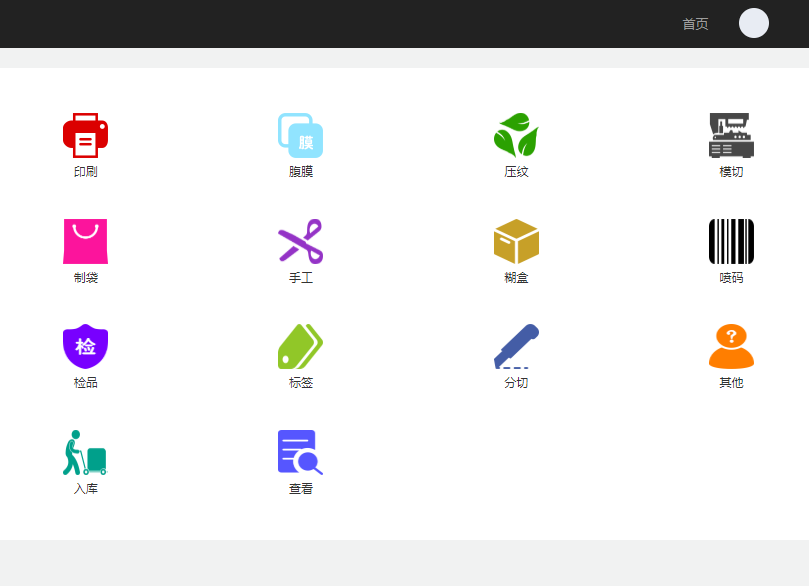 首页
印刷
膜
腹膜
压纹
模切
制袋
手工
糊盒
喷码
检
检品
标签
分切
?
其他
入库
查看